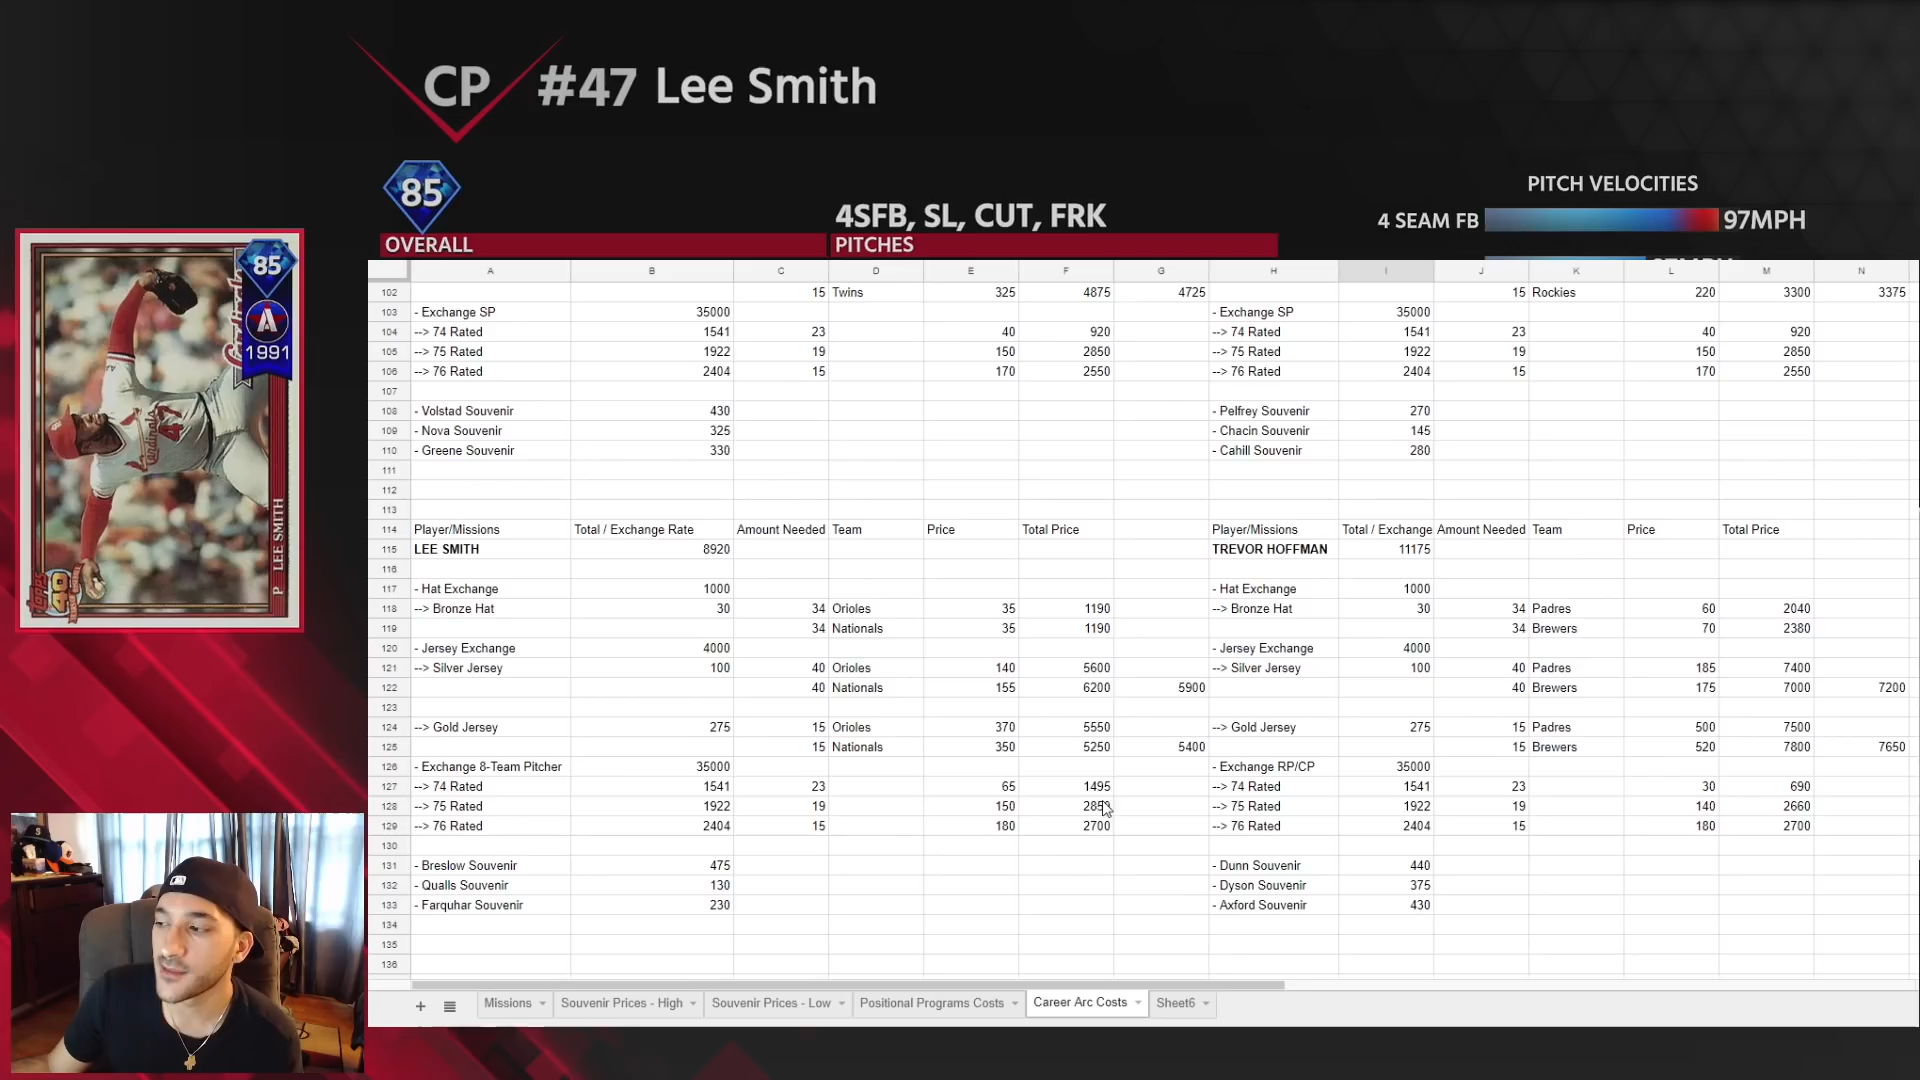 CP #47 Lee Smith
85
4SFB, SL, CUT, FRK
OVERALL
PITCHES
PITCH VELOCITIES
4 SEAM FB 97MPH
85
A
1991
Cardinals
47
topps
40
P LEE SMITH
A B C D E F G H I J K L M N
102 15 Twins 325 4875 4725 15 Rockies 220 3300 3375
103 - Exchange SP 35000 - Exchange SP 35000
104 --> 74 Rated 1541 23 40 920 --> 74 Rated 1541 23 40 920
105 --> 75 Rated 1922 19 150 2850 --> 75 Rated 1922 19 150 2850
106 --> 76 Rated 2404 15 170 2550 --> 76 Rated 2404 15 170 2550
107
108 - Volstad Souvenir 430 - Pelfrey Souvenir 270
109 - Nova Souvenir 325 - Chacin Souvenir 145
110 - Greene Souvenir 330 - Cahill Souvenir 280
111
112
113
114 Player/Missions Total / Exchange Rate Amount Needed Team Price Total Price Player/Missions Total / Exchange Amount Needed Team Price Total Price
115 LEE SMITH 8920 TREVOR HOFFMAN 11175
116
117 - Hat Exchange 1000 - Hat Exchange 1000
118 --> Bronze Hat 30 34 Orioles 35 1190 --> Bronze Hat 30 34 Padres 60 2040
119 34 Nationals 35 1190 34 Brewers 70 2380
120 - Jersey Exchange 4000 - Jersey Exchange 4000
121 --> Silver Jersey 100 40 Orioles 140 5600 --> Silver Jersey 100 40 Padres 185 7400
122 40 Nationals 155 6200 5900 40 Brewers 175 7000 7200
123
124 --> Gold Jersey 275 15 Orioles 370 5550 --> Gold Jersey 275 15 Padres 500 7500
125 15 Nationals 350 5250 5400 15 Brewers 520 7800 7650
126 - Exchange 8-Team Pitcher 35000 - Exchange RP/CP 35000
127 --> 74 Rated 1541 23 65 1495 --> 74 Rated 1541 23 30 690
128 --> 75 Rated 1922 19 150 2850 --> 75 Rated 1922 19 140 2660
129 --> 76 Rated 2404 15 180 2700 --> 76 Rated 2404 15 180 2700
130
131 - Breslow Souvenir 475 - Dunn Souvenir 440
132 - Qualls Souvenir 130 - Dyson Souvenir 375
133 - Farquhar Souvenir 230 - Axford Souvenir 430
134
135
136
+ Missions Souvenir Prices - High Souvenir Prices - Low Positional Programs Costs Career Arc Costs Sheet6